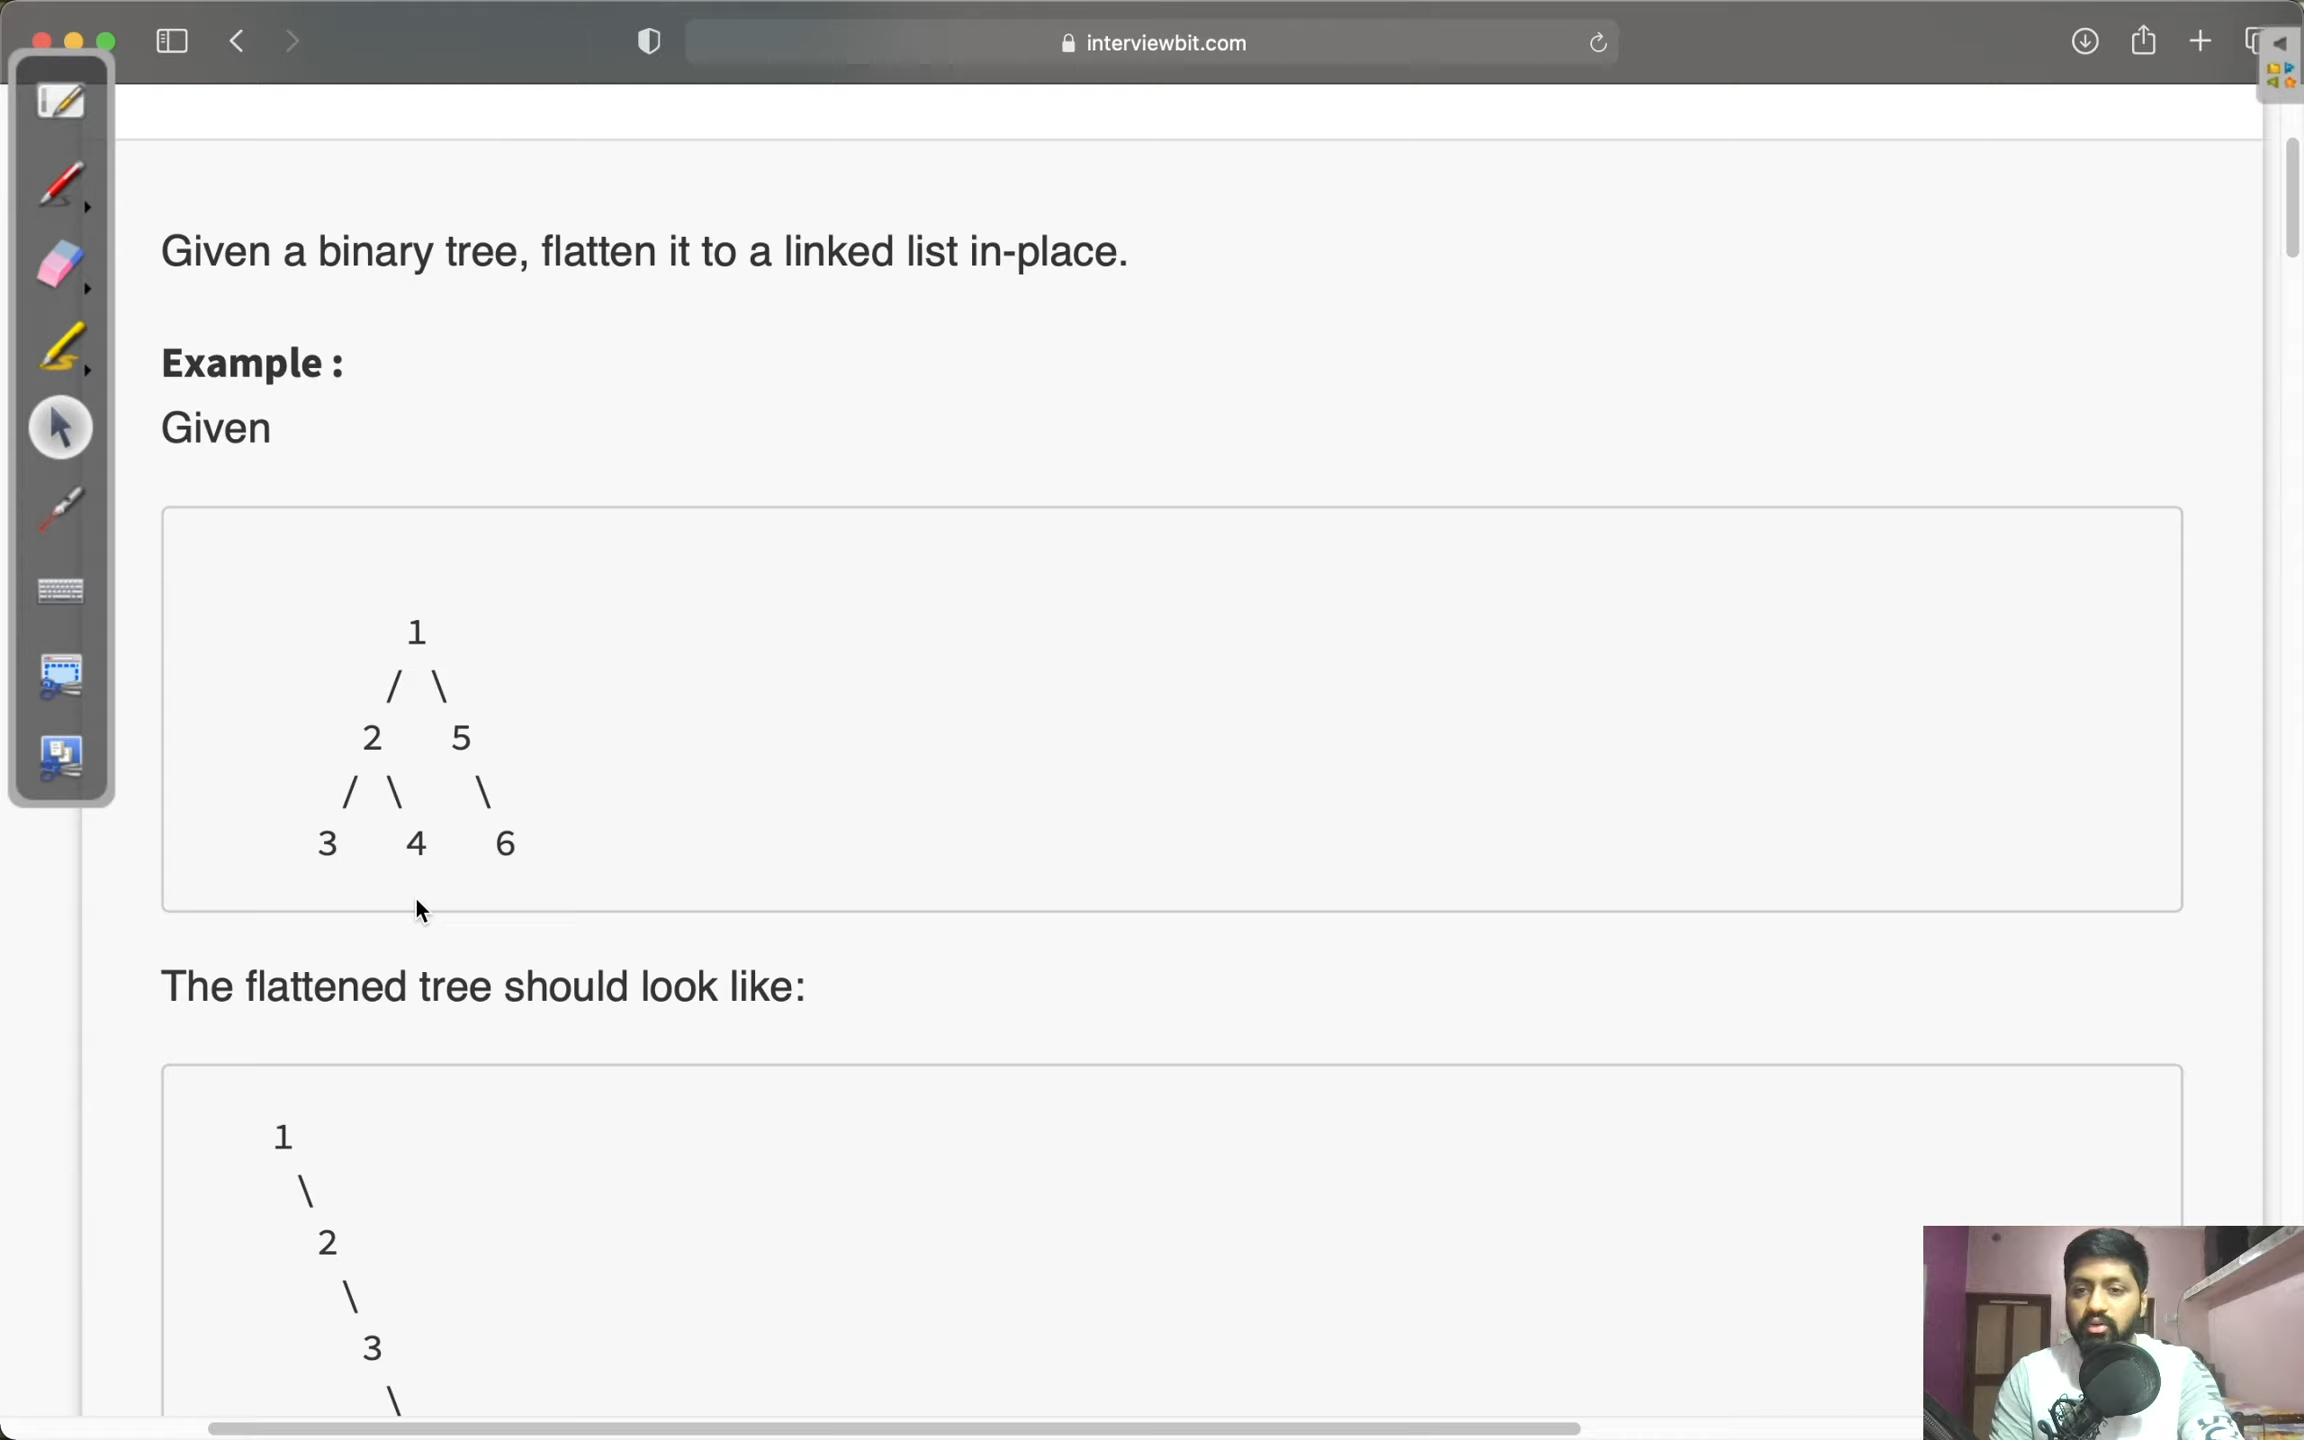 interviewbit.com
Given a binary tree, flatten it to a linked list in-place.
Example :
Given
1
/ \
2 5
/ \ \
3 4 6
The flattened tree should look like:
1
\
2
\
3
\